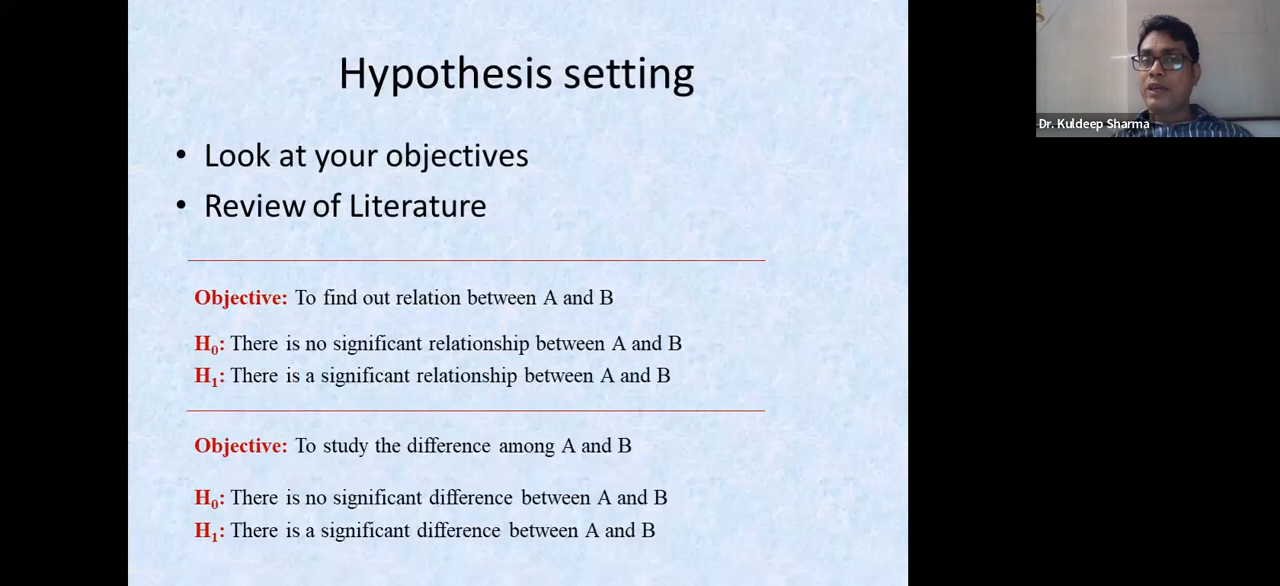 Hypothesis setting
• Look at your objectives
• Review of Literature
Objective: To find out relation between A and B
H₀: There is no significant relationship between A and B
H₁: There is a significant relationship between A and B
Objective: To study the difference among A and B
H₀: There is no significant difference between A and B
H₁: There is a significant difference between A and B
Dr. Kuldeep Sharma